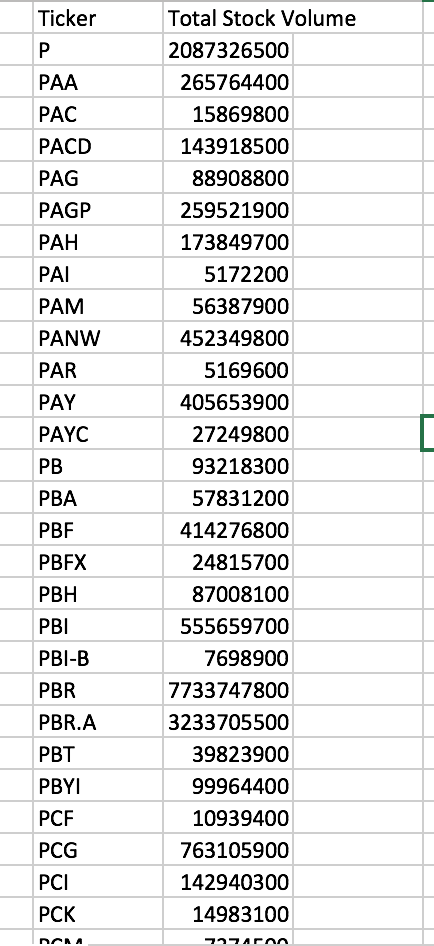 Ticker Total Stock Volume
P 2087326500
PAA 265764400
PAC 15869800
PACD 143918500
PAG 88908800
PAGP 259521900
PAH 173849700
PAI 5172200
PAM 56387900
PANW 452349800
PAR 5169600
PAY 405653900
PAYC 27249800
PB 93218300
PBA 57831200
PBF 414276800
PBFX 24815700
PBH 87008100
PBI 555659700
PBI-B 7698900
PBR 7733747800
PBR.A 3233705500
PBT 39823900
PBYI 99964400
PCF 10939400
PCG 763105900
PCI 142940300
PCK 14983100